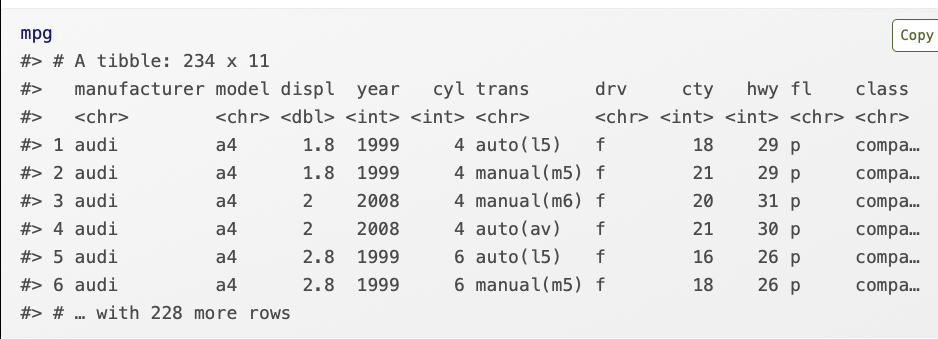 mpg
Copy
#> # A tibble: 234 x 11
#>   manufacturer model displ  year   cyl trans      drv     cty   hwy fl    class
#>   <chr>        <chr> <dbl> <int> <int> <chr>      <chr> <int> <int> <chr> <chr>
#> 1 audi         a4      1.8  1999     4 auto(l5)   f        18    29 p     compa…
#> 2 audi         a4      1.8  1999     4 manual(m5) f        21    29 p     compa…
#> 3 audi         a4      2    2008     4 manual(m6) f        20    31 p     compa…
#> 4 audi         a4      2    2008     4 auto(av)   f        21    30 p     compa…
#> 5 audi         a4      2.8  1999     6 auto(l5)   f        16    26 p     compa…
#> 6 audi         a4      2.8  1999     6 manual(m5) f        18    26 p     compa…
#> # … with 228 more rows